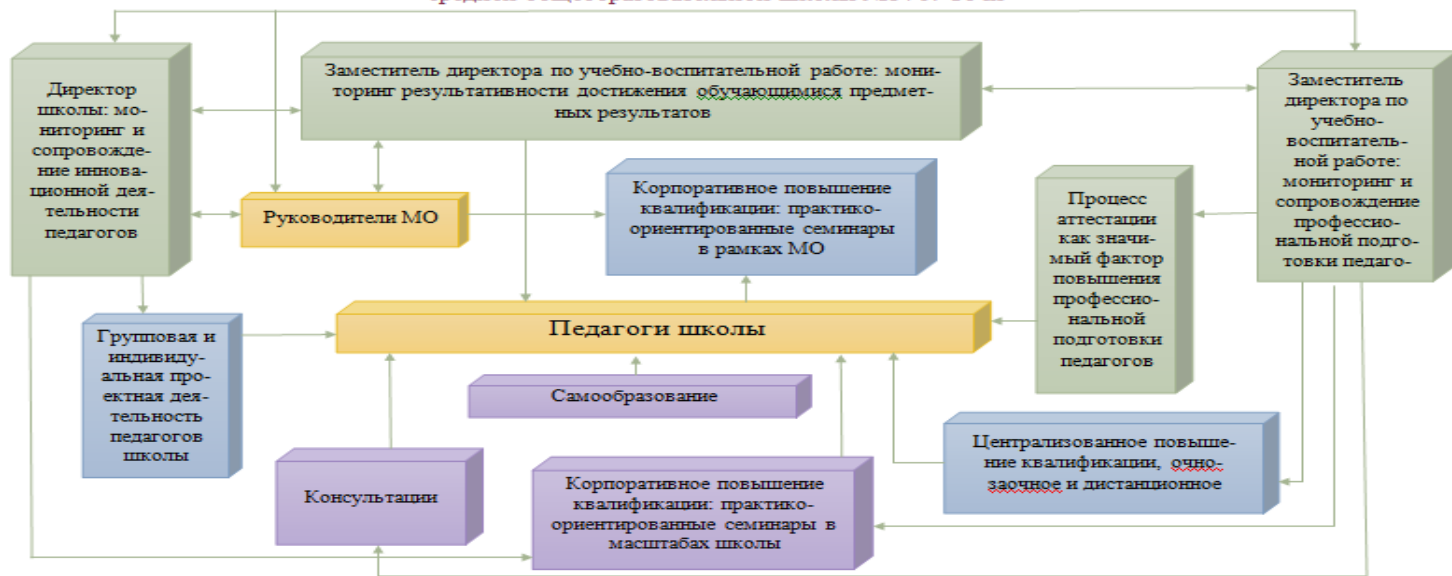 Директор
школы: мо-
ниторинг и
сопровожде-
ние иннова-
ционной дея-
тельности
педагогов
Заместитель директора по учебно-воспитательной работе: мони-
торинг результативности достижения обучающимися предмет-
ных результатов
Заместитель
директора по
учебно-
воспитатель-
ной работе:
мониторинг и
сопровождение
профессио-
нальной подго-
товки педаго-
Руководители МО
Корпоративное повышение
квалификации: практико-
ориентированные семинары
в рамках МО
Процесс
аттестации
как значи-
мый фактор
повышения
профессио-
нальной
подготовки
педагогов
Педагоги школы
Групповая и
индивиду-
альная про-
ектная дея-
тельность
педагогов
школы
Самообразование
Консультации
Корпоративное повышение
квалификации: практико-
ориентированные семинары в
масштабах школы
Централизованное повыше-
ние квалификации, очно-
заочное и дистанционное